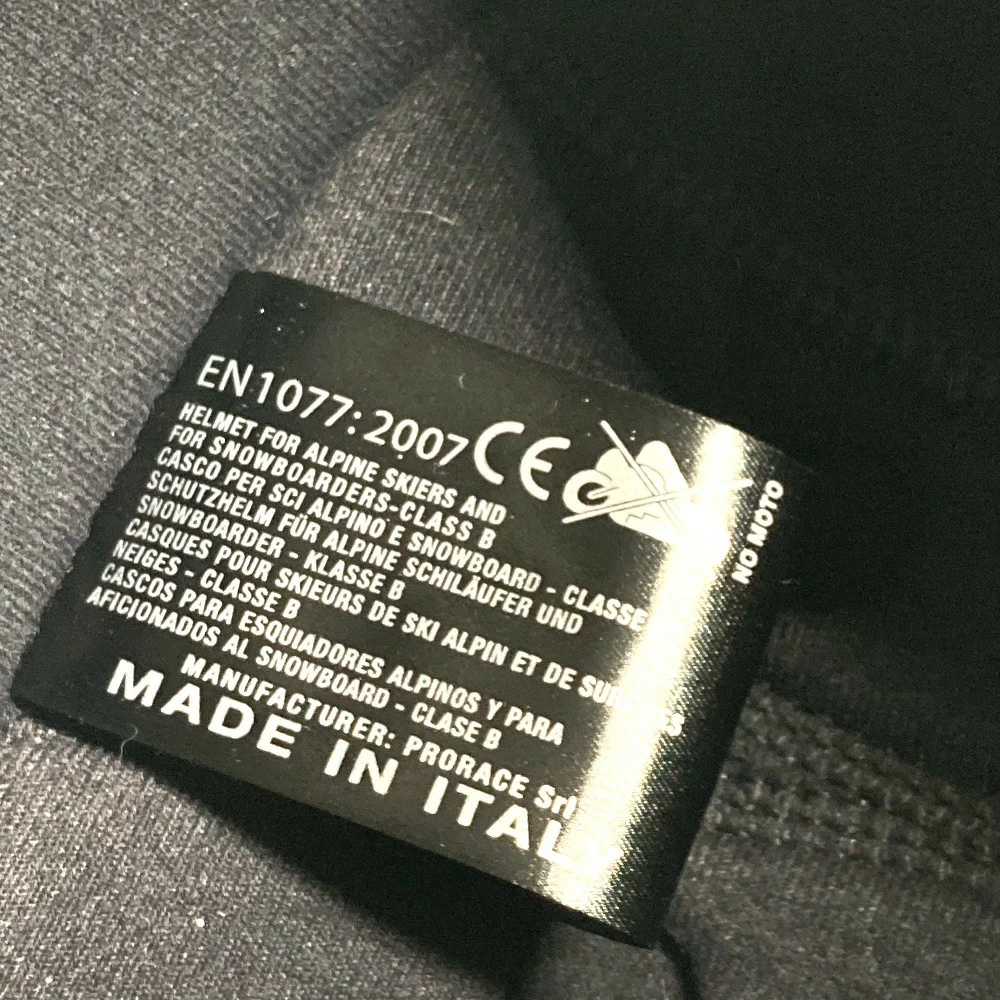 EN1077: 2007 CE
HELMET FOR ALPINE SKIERS AND
FOR SNOWBOARDERS-CLASS B
CASCO PER SCI ALPINO E SNOWBOARD - CLASSE
SCHUTZHELM FÜR ALPINE SCHILÄUFER UND
SNOWBOARDER - KLASSE B
CASQUES POUR SKIEURS DE SKI ALPIN ET DE
NEIGES - CLASSE B
CASCOS PARA ESQUIADORES ALPINOS Y PARA
AFICIONADOS AL SNOWBOARD - CLASE B
MANUFACTURER: PRORACE Srl
MADE IN ITALY
NO MOTO